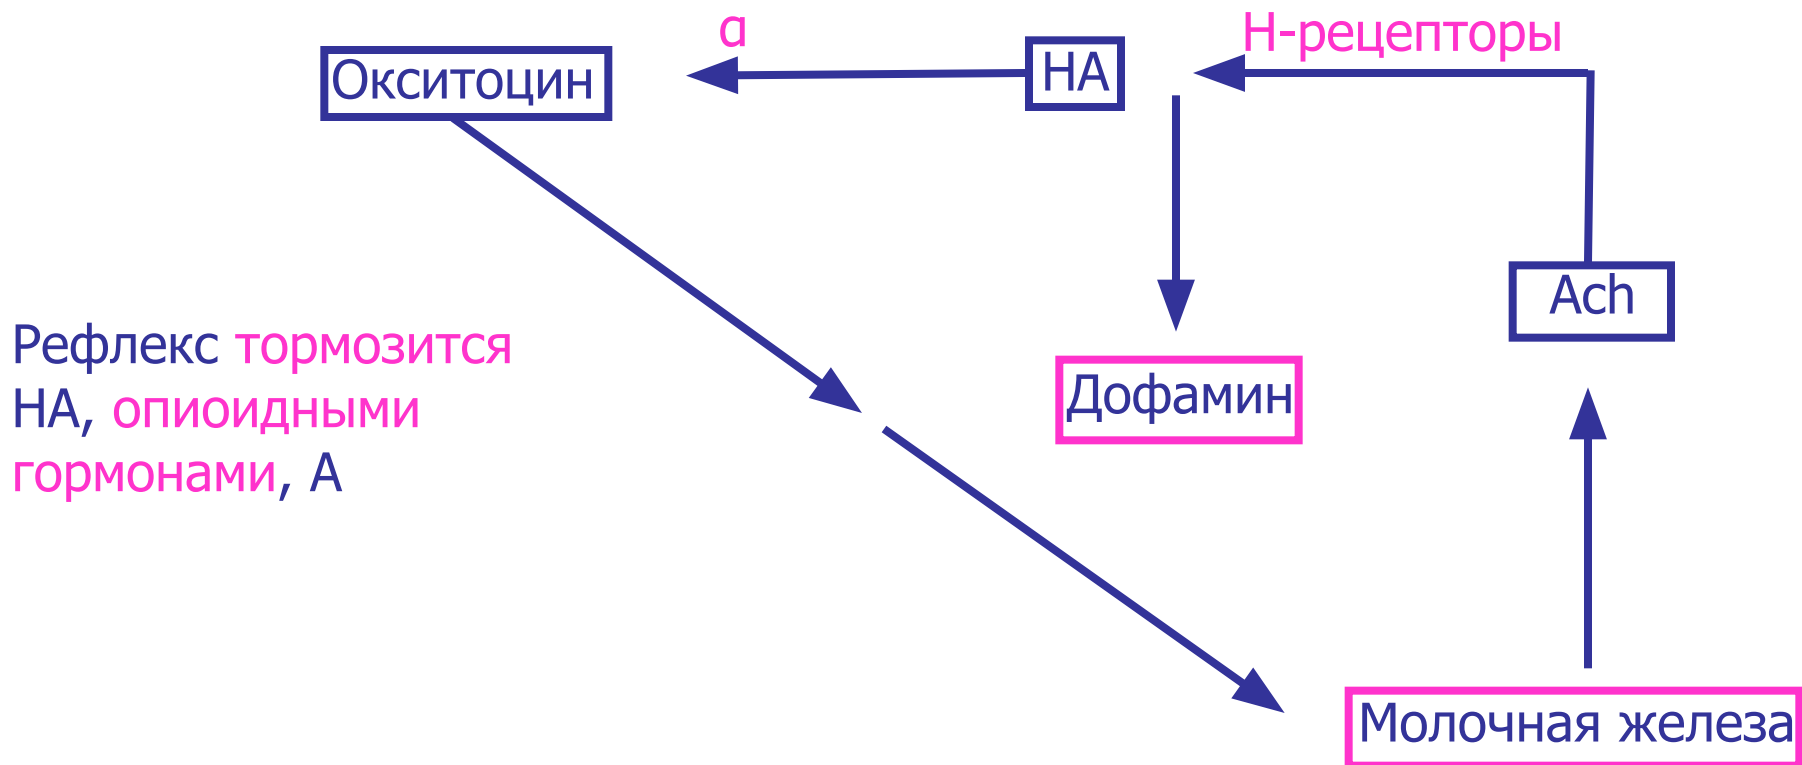 α
Н-рецепторы
Окситоцин
НА
Ach
Рефлекс тормозится
НА, опиоидными
гормонами, А
Дофамин
Молочная железа